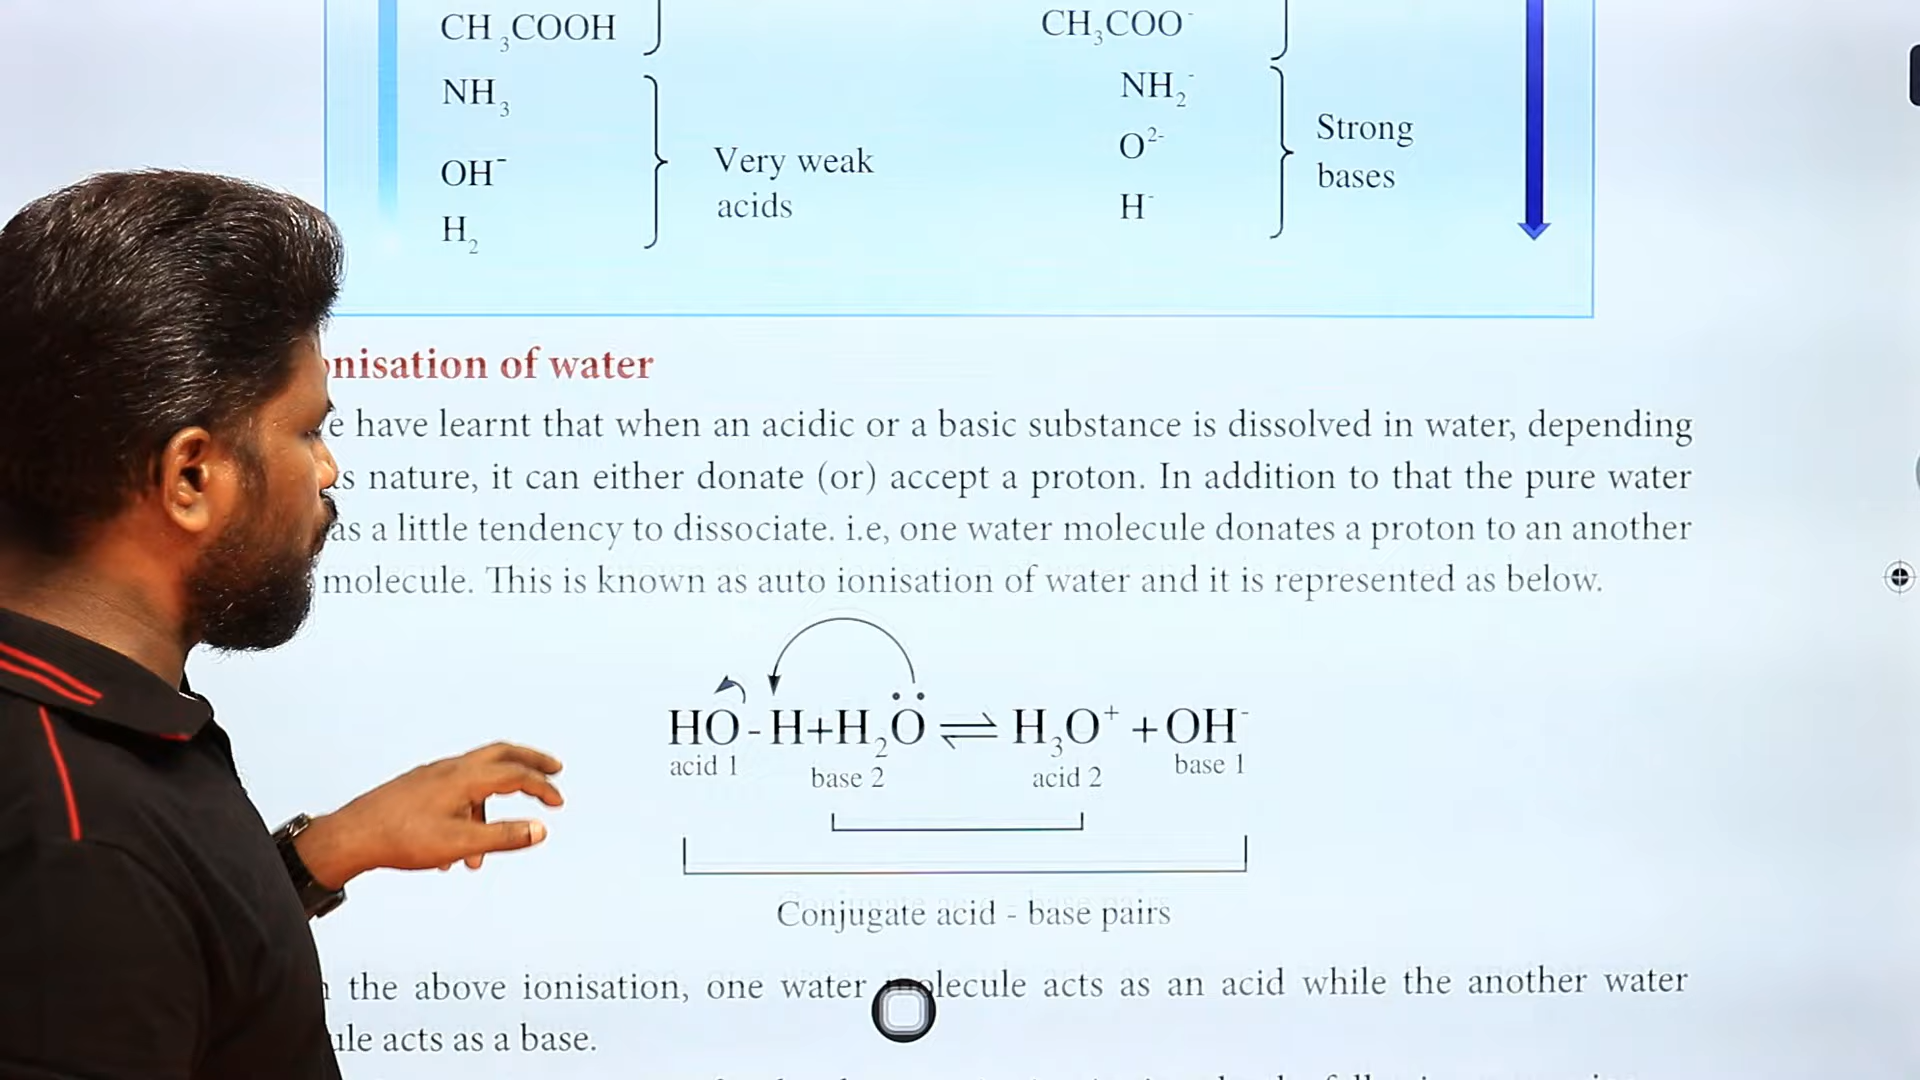 CH₃COOH
CH₃COO⁻
NH₃
NH₂⁻
OH⁻
O²⁻
H₂
H⁻
Very weak
acids
Strong
bases
nisation of water
e have learnt that when an acidic or a basic substance is dissolved in water, depending
s nature, it can either donate (or) accept a proton. In addition to that the pure water
as a little tendency to dissociate. i.e, one water molecule donates a proton to an another
molecule. This is known as auto ionisation of water and it is represented as below.
HO-H+H₂Ö ⇌ H₃O⁺ + OH⁻
acid 1 base 2 acid 2 base 1
Conjugate acid - base pairs
the above ionisation, one water molecule acts as an acid while the another water
ule acts as a base.